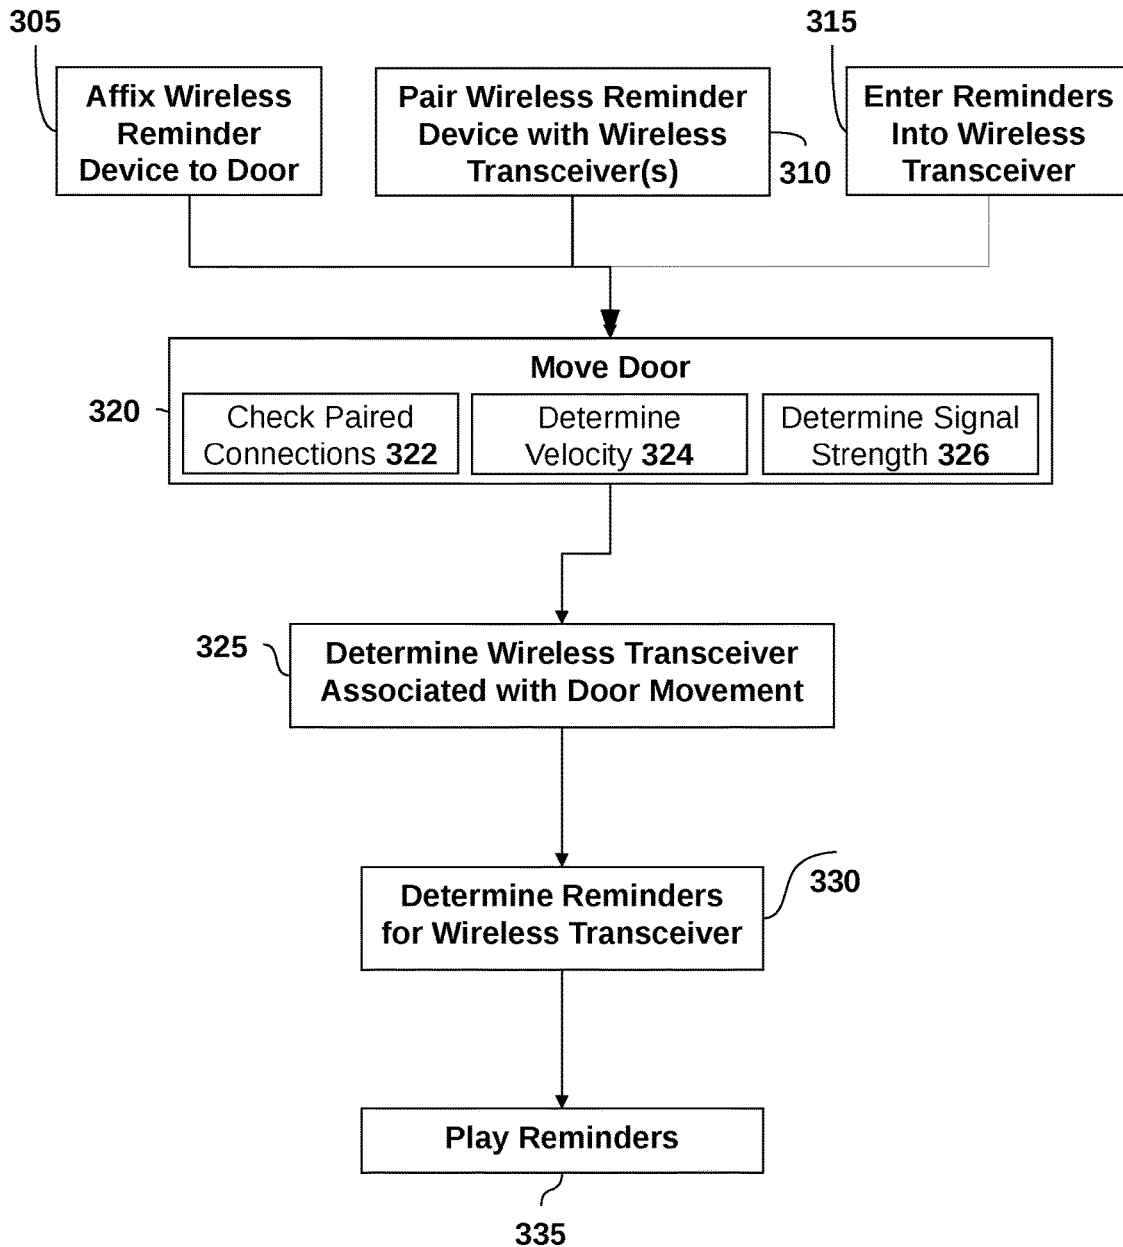 305
315
Affix Wireless
Reminder
Device to Door
Pair Wireless Reminder
Device with Wireless
Transceiver(s)
310
Enter Reminders
Into Wireless
Transceiver
Move Door
320
Check Paired
Connections 322
Determine
Velocity 324
Determine Signal
Strength 326
325
Determine Wireless Transceiver
Associated with Door Movement
330
Determine Reminders
for Wireless Transceiver
Play Reminders
335